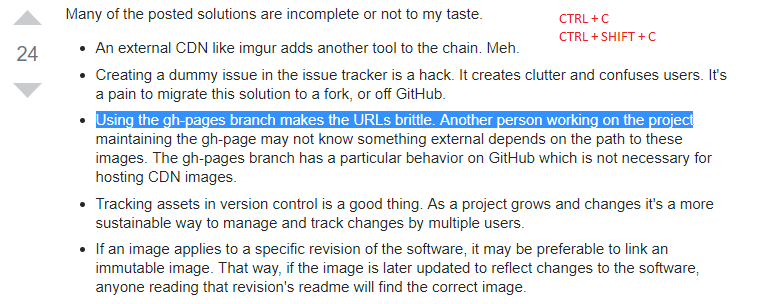 Many of the posted solutions are incomplete or not to my taste.
CTRL + C
CTRL + SHIFT + C
24
• An external CDN like imgur adds another tool to the chain. Meh.
• Creating a dummy issue in the issue tracker is a hack. It creates clutter and confuses users. It's
a pain to migrate this solution to a fork, or off GitHub.
• Using the gh-pages branch makes the URLs brittle. Another person working on the project
maintaining the gh-page may not know something external depends on the path to these
images. The gh-pages branch has a particular behavior on GitHub which is not necessary for
hosting CDN images.
• Tracking assets in version control is a good thing. As a project grows and changes it's a more
sustainable way to manage and track changes by multiple users.
• If an image applies to a specific revision of the software, it may be preferable to link an
immutable image. That way, if the image is later updated to reflect changes to the software,
anyone reading that revision's readme will find the correct image.